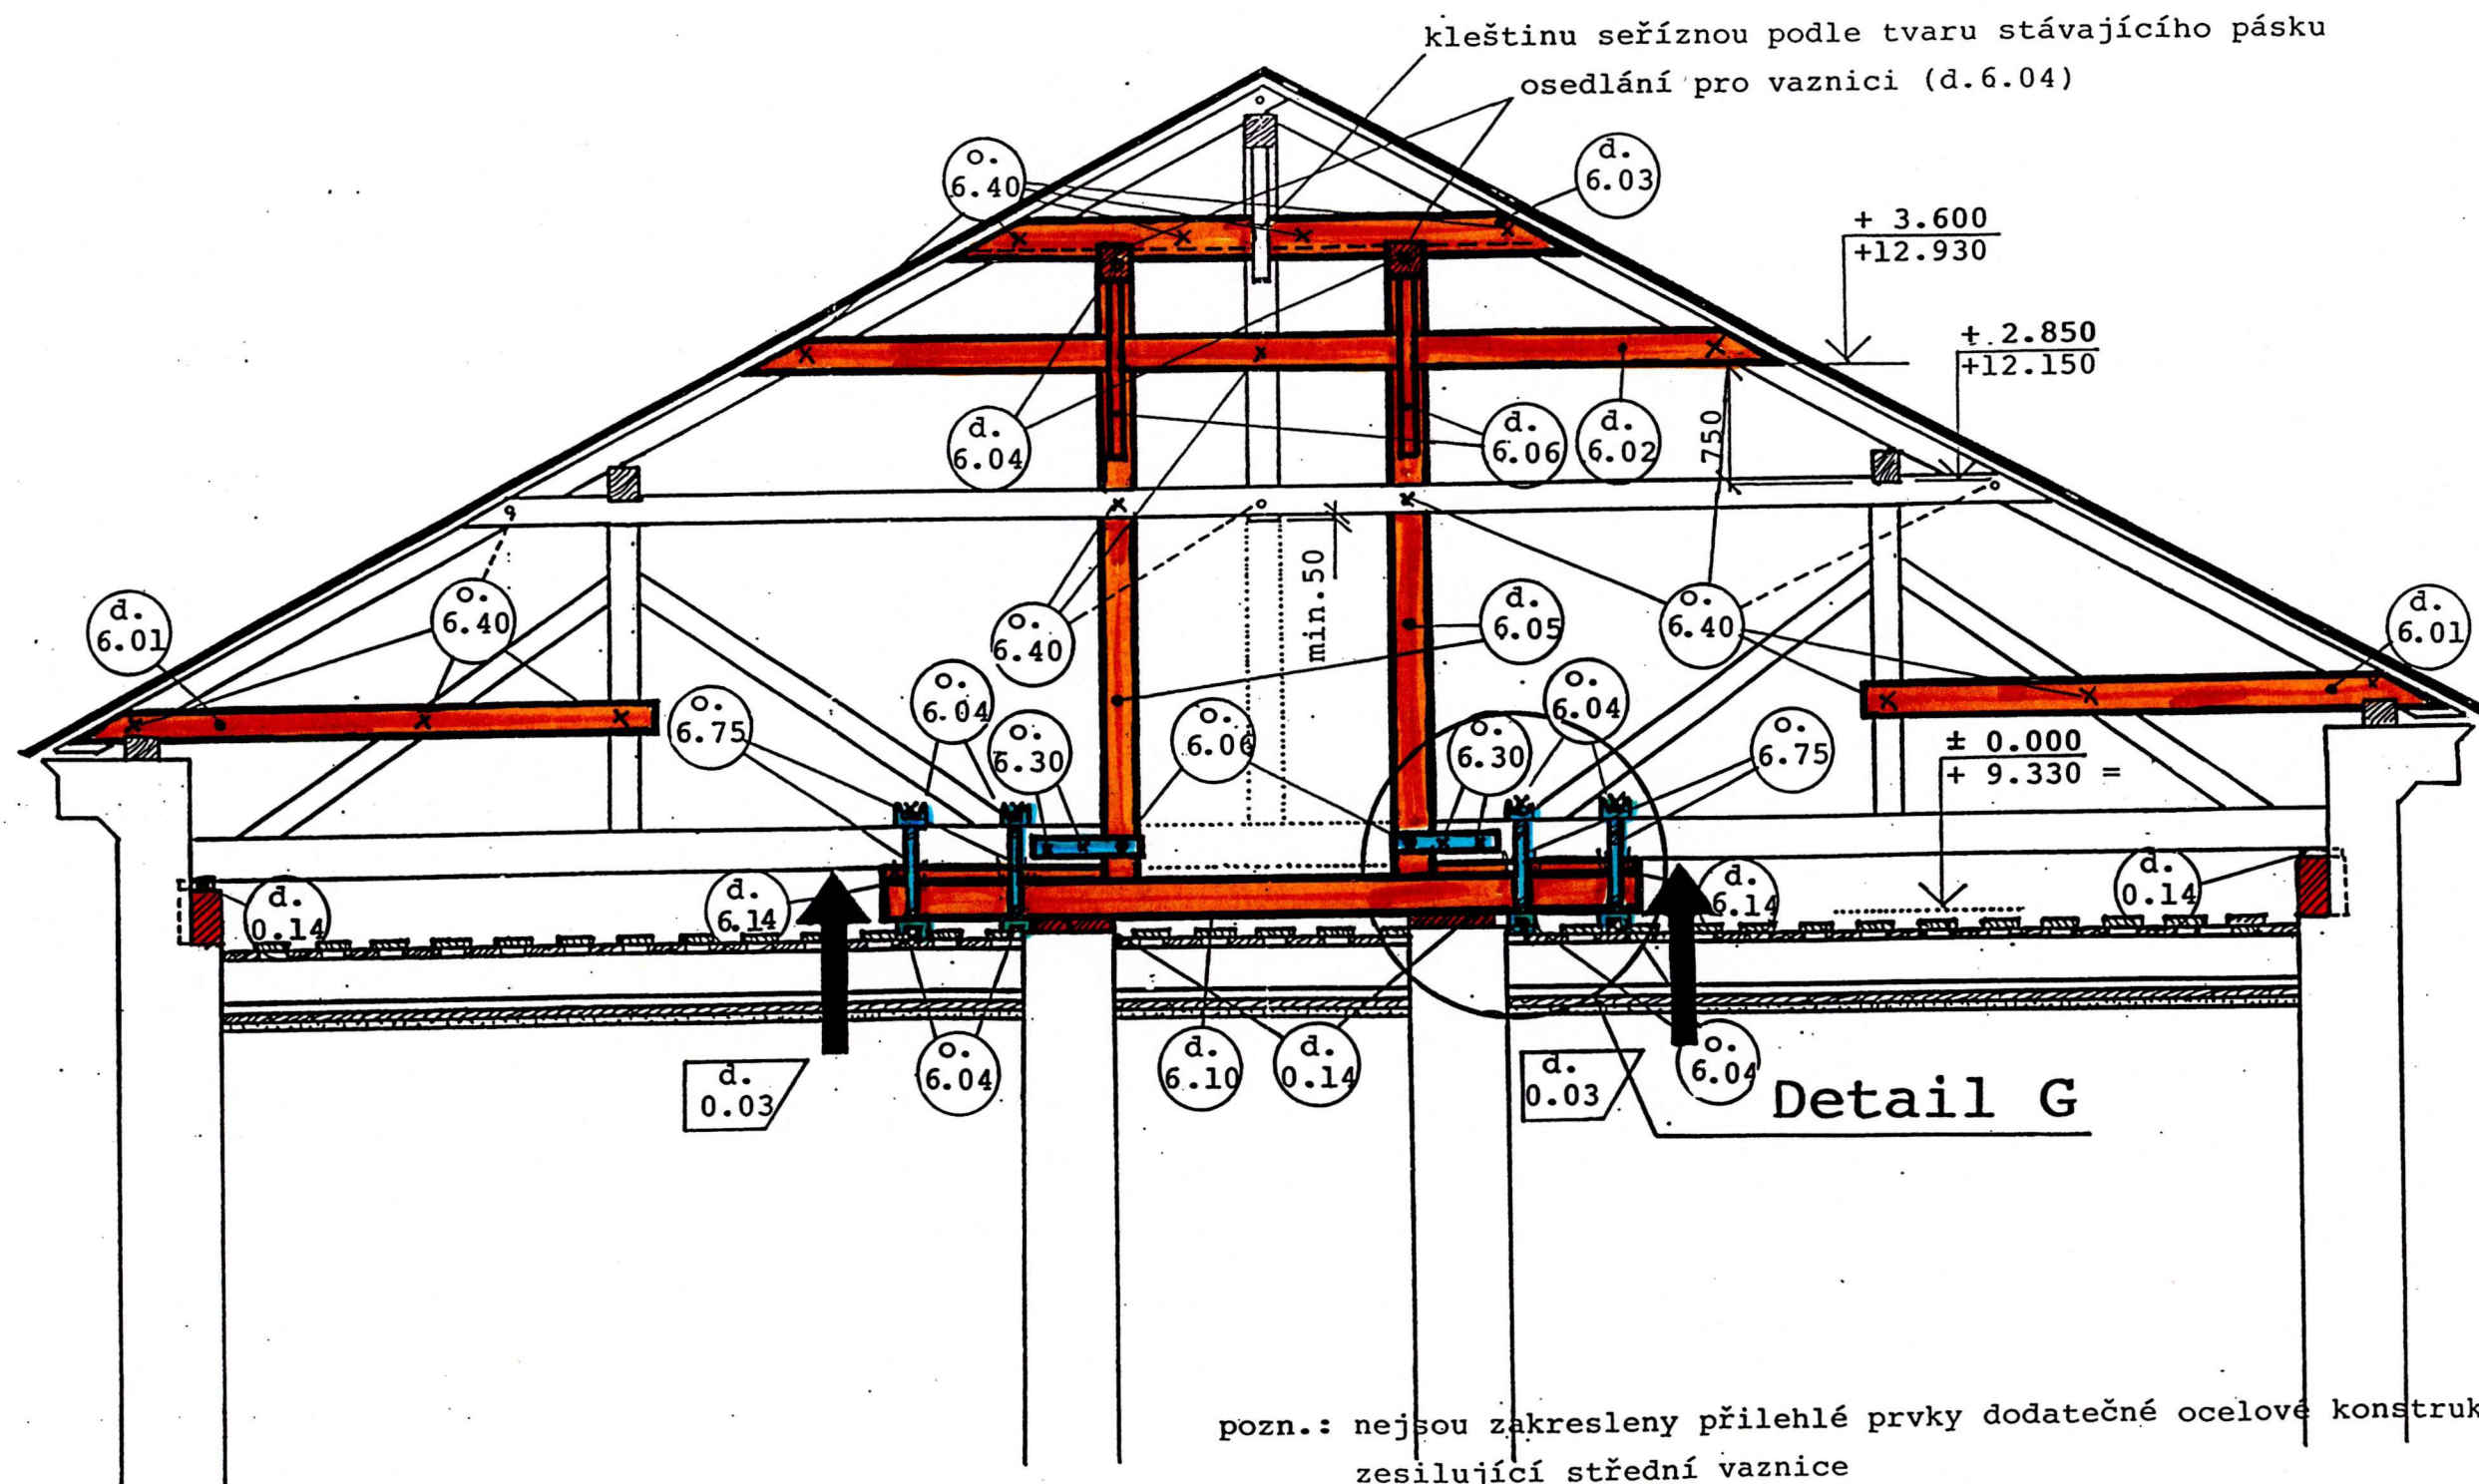 kleštinu seříznou podle tvaru stávajícího pásku
osedlání pro vaznici (d.6.04)
o.
6.40
d.
6.03
+ 3.600
+12.930
+ 2.850
+12.150
d.
6.04
d.
6.06
d.
6.02
750
min.50
d.
6.01
o.
6.40
o.
6.40
d.
6.05
o.
6.40
d.
6.01
o.
6.75
o.
6.04
o.
6.30
o.
6.06
o.
6.30
o.
6.04
o.
6.75
± 0.000
+ 9.330 =
d.
0.14
d.
6.14
d.
6.14
d.
0.14
d.
0.03
o.
6.04
d.
6.10
d.
0.14
d.
0.03
o.
6.04
Detail G
pozn.: nejsou zakresleny přilehlé prvky dodatečné ocelové konstruk
zesilující střední vaznice